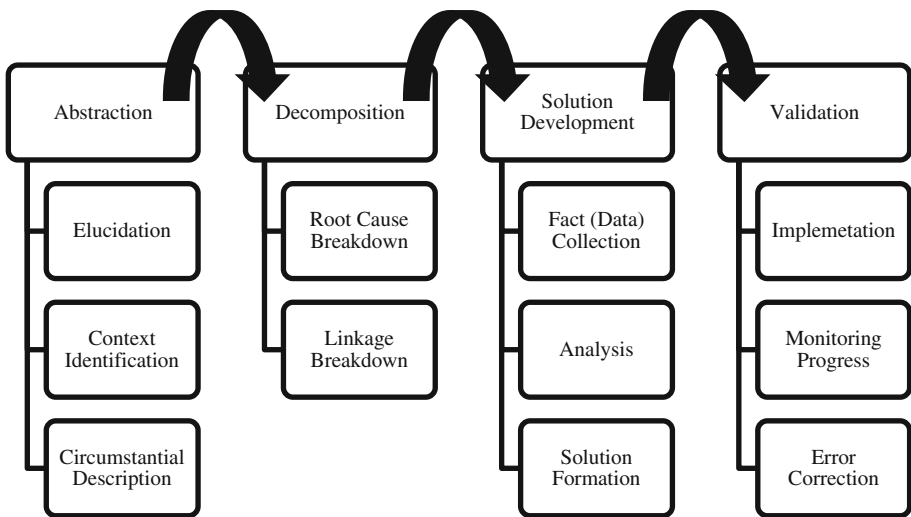 Abstraction
Elucidation
Context
Identification
Circumstantial
Description
Decomposition
Root Cause
Breakdown
Linkage
Breakdown
Solution
Development
Fact (Data)
Collection
Analysis
Solution
Formation
Validation
Implemetation
Monitoring
Progress
Error
Correction